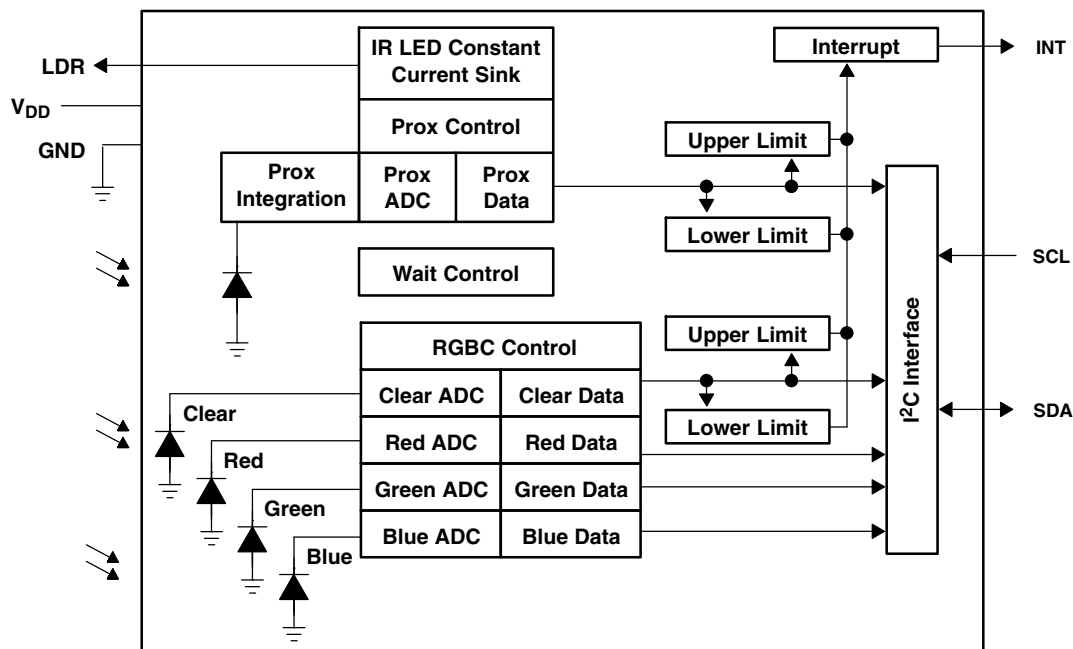 IR LED Constant
Current Sink
Interrupt
INT
LDR
VDD
Prox Control
Upper Limit
GND
Prox
Integration
Prox
ADC
Prox
Data
Lower Limit
Wait Control
SCL
I²C Interface
Upper Limit
RGBC Control
Clear ADC
Clear Data
SDA
Clear
Lower Limit
Red ADC
Red Data
Red
Green ADC
Green Data
Green
Blue ADC
Blue Data
Blue